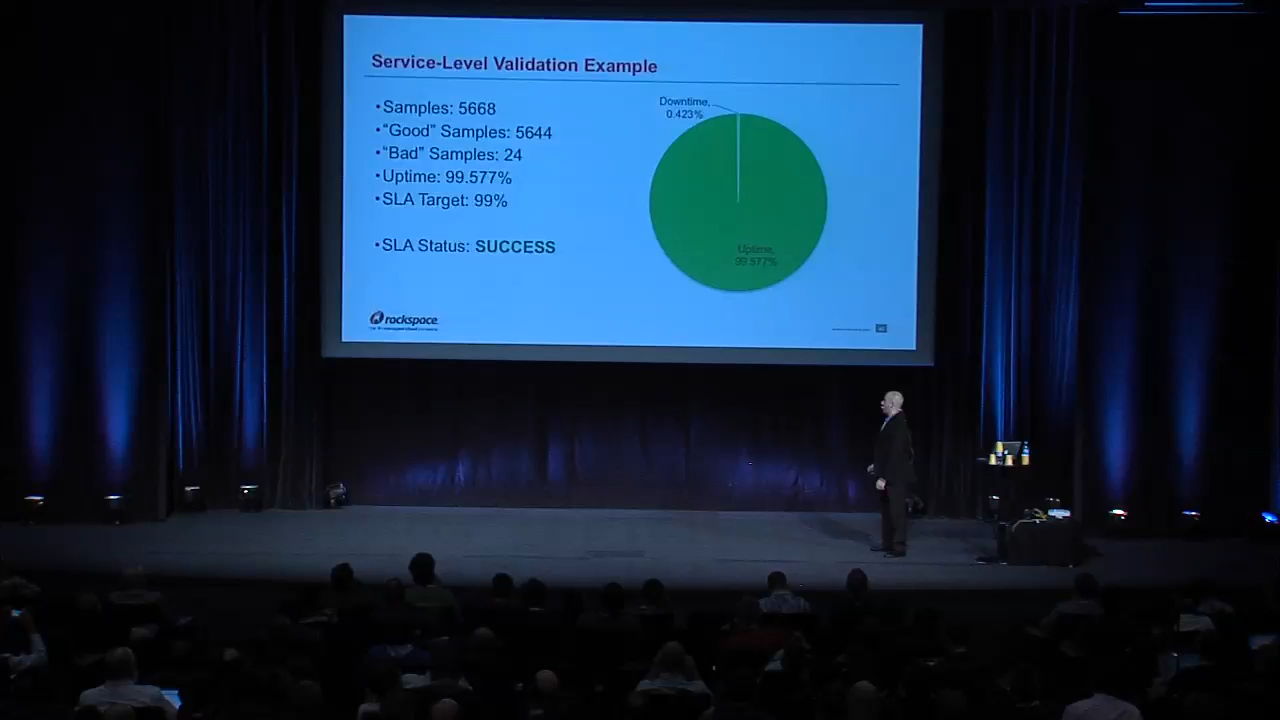 Service-Level Validation Example
•Samples: 5668
•“Good” Samples: 5644
•“Bad” Samples: 24
•Uptime: 99.577%
•SLA Target: 99%
•SLA Status: SUCCESS
Downtime,
0.423%
Uptime,
99.577%
rockspace